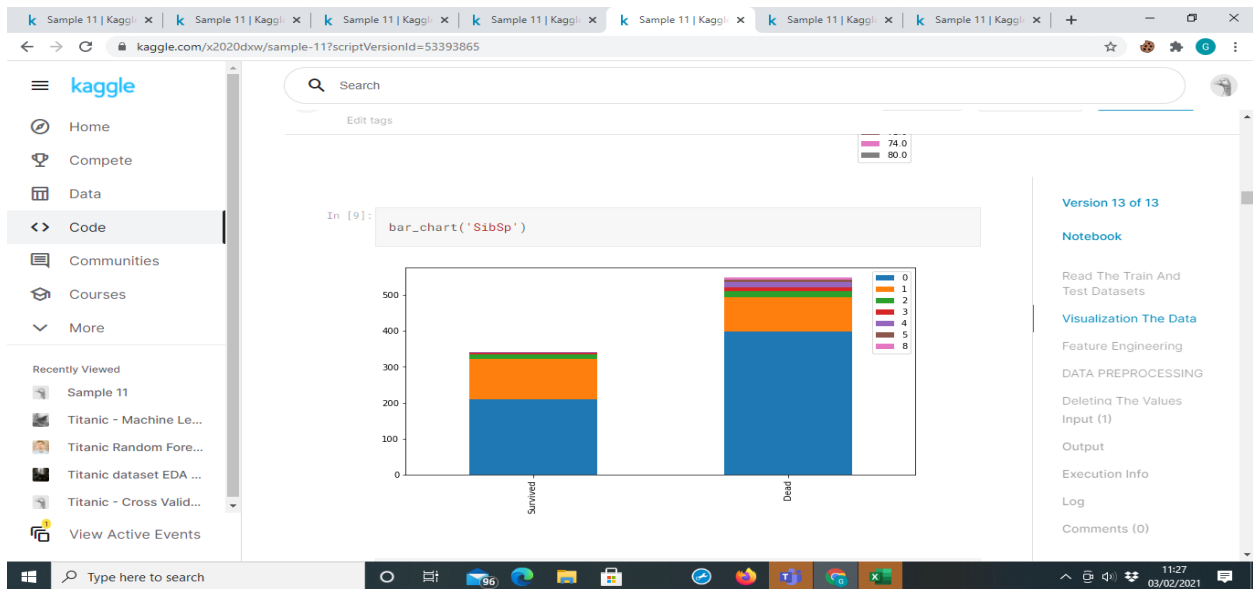 Sample 11 | Kaggle
Sample 11 | Kaggle
Sample 11 | Kaggle
Sample 11 | Kaggle
Sample 11 | Kaggle
Sample 11 | Kaggle
Sample 11 | Kaggle
kaggle.com/x2020dxw/sample-11?scriptVersionId=53393865
G
kaggle
Search
Edit tags
Home
Compete
Data
Code
Communities
Courses
More
Recently Viewed
Sample 11
Titanic - Machine Le...
Titanic Random Fore...
Titanic dataset EDA ...
Titanic - Cross Valid...
1
View Active Events
74.0
80.0
In [9]:
bar_chart('SibSp')
500
400
300
200
100
0
Survived
Dead
0
1
2
3
4
5
8
Version 13 of 13
Notebook
Read The Train And
Test Datasets
Visualization The Data
Feature Engineering
DATA PREPROCESSING
Deleting The Values
Input (1)
Output
Execution Info
Log
Comments (0)
Type here to search
96
11:27
03/02/2021